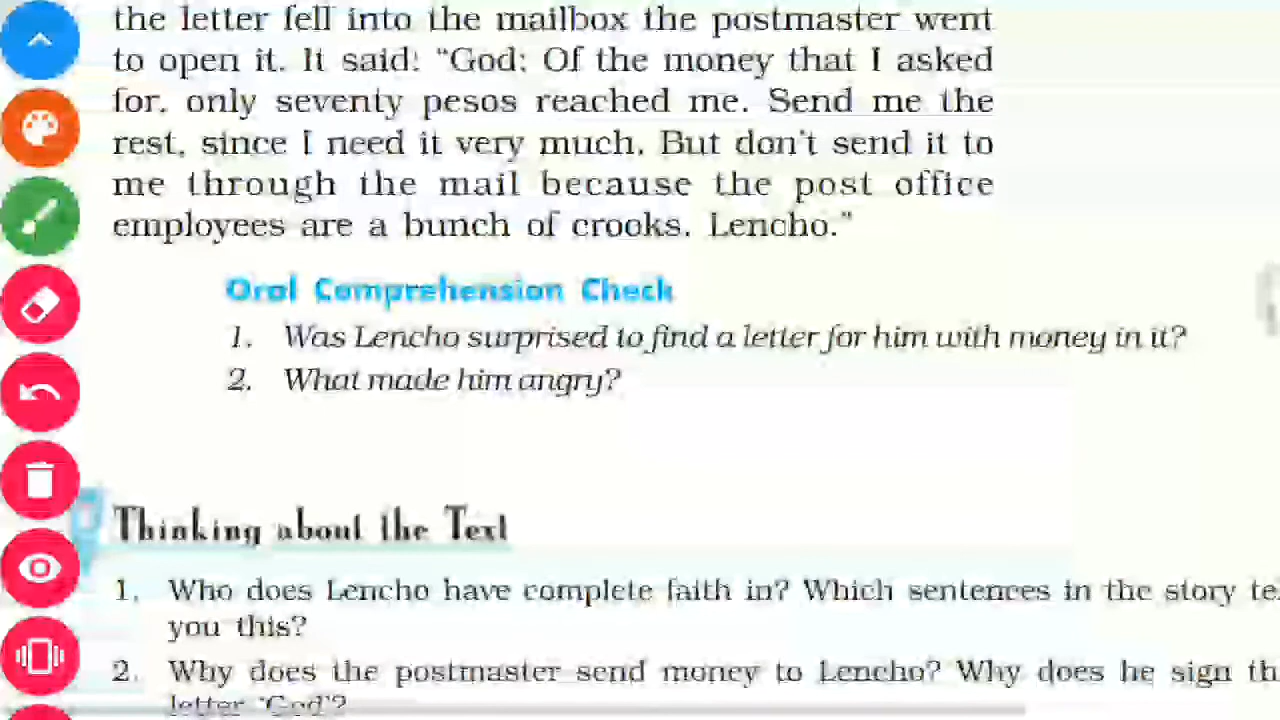 the letter fell into the mailbox the postmaster went
to open it. It said: “God: Of the money that I asked
for, only seventy pesos reached me. Send me the
rest, since I need it very much. But don't send it to
me through the mail because the post office
employees are a bunch of crooks. Lencho.”
Oral Comprehension Check
1. Was Lencho surprised to find a letter for him with money in it?
2. What made him angry?
Thinking about the Text
1. Who does Lencho have complete faith in? Which sentences in the story
you this?
2. Why does the postmaster send money to Lencho? Why does he sign
letter ‘God’?